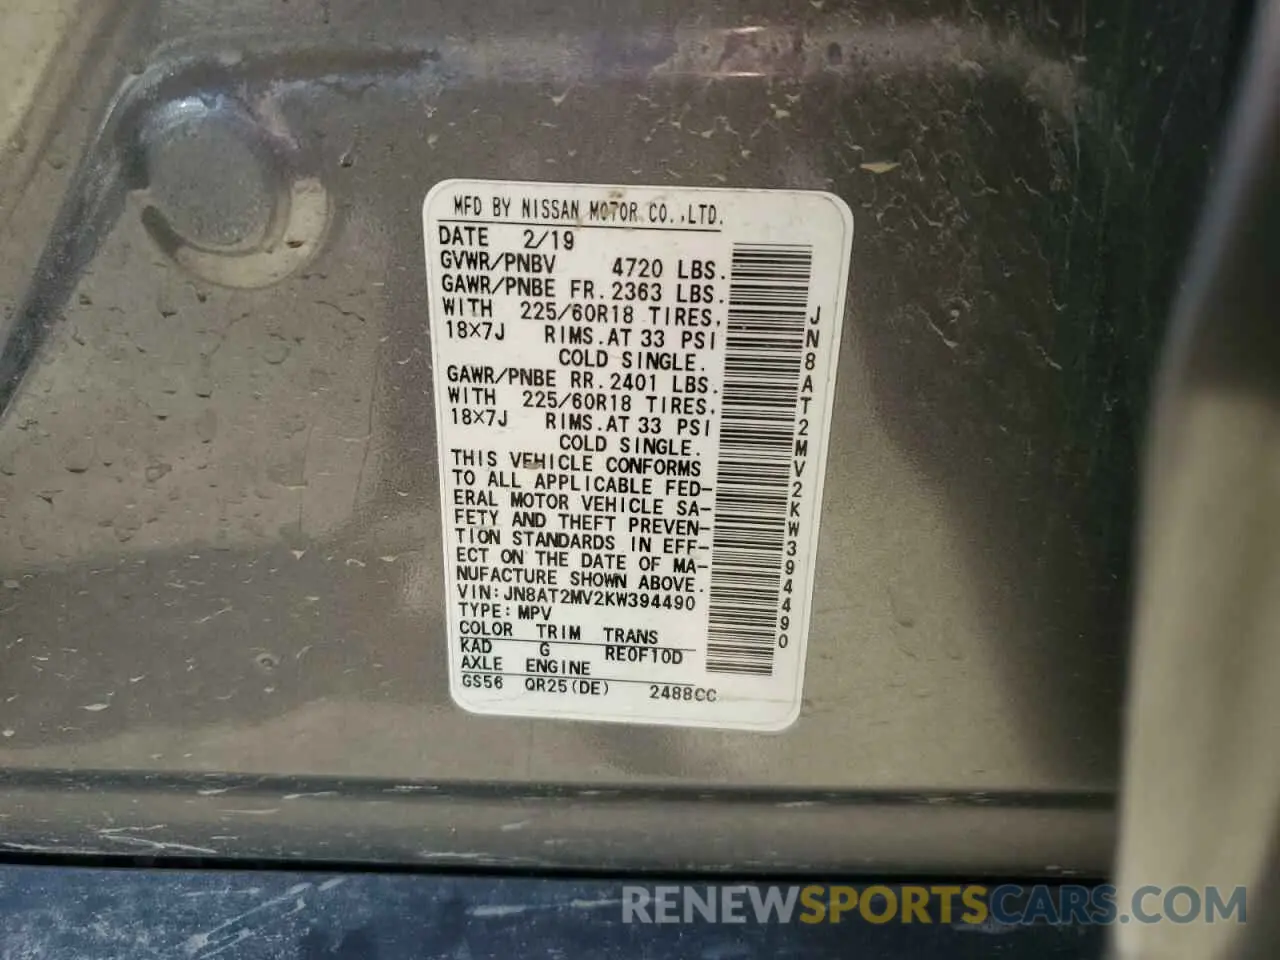 MFD BY NISSAN MOTOR CO.,LTD.
DATE 2/19
GVWR/PNBV 4720 LBS.
GAWR/PNBE FR. 2363 LBS.
WITH 225/60R18 TIRES,
18X7J RIMS.AT 33 PSI
COLD SINGLE.
GAWR/PNBE RR. 2401 LBS.
WITH 225/60R18 TIRES,
18X7J RIMS.AT 33 PSI
COLD SINGLE.
THIS VEHICLE CONFORMS
TO ALL APPLICABLE FED-
ERAL MOTOR VEHICLE SA-
FETY AND THEFT PREVEN-
TION STANDARDS IN EFF-
ECT ON THE DATE OF MA-
NUFACTURE SHOWN ABOVE.
VIN:JN8AT2MV2KW394490
TYPE:MPV
COLOR TRIM TRANS
KAD G RE0F10D
AXLE ENGINE
GS56 QR25(DE) 2488CC
JN8AT2MV2KW394490
RENEWSPORTSCARS.COM